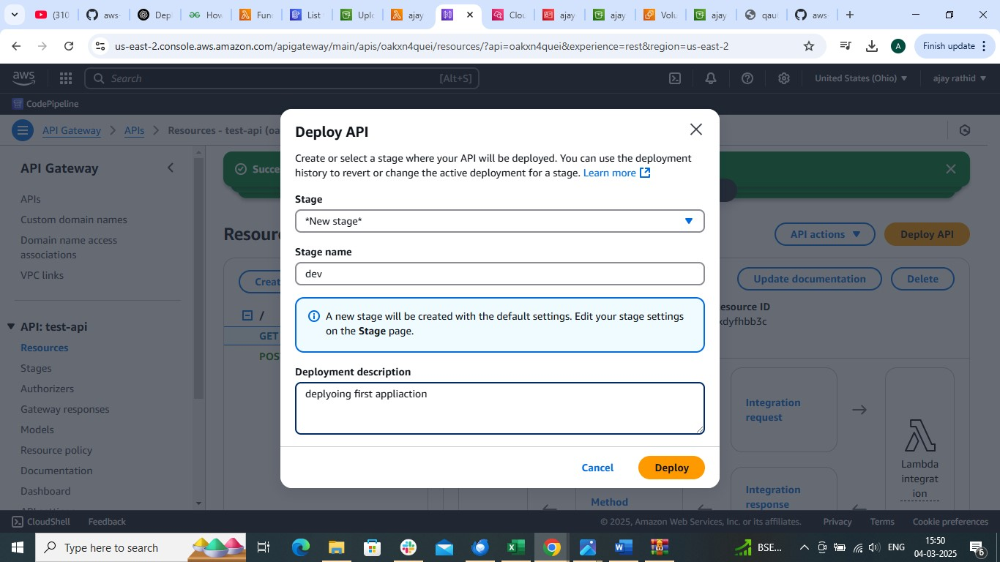 (310
aws-
Dep
How
Func
List
Uplo
ajay
Clou
ajay
ajay
Volu
ajay
qau
aws-
us-east-2.console.aws.amazon.com/apigateway/main/apis/oakxn4quei/resources/?api=oakxn4quei&experience=rest&region=us-east-2
A
Finish update
aws
Search
[Alt+S]
United States (Ohio)
ajay rathid
CodePipeline
API Gateway
APIs
Resources - test-api (oa
API Gateway
APIs
Custom domain names
Domain name access
associations
VPC links
API: test-api
Resources
Stages
Authorizers
Gateway responses
Models
Resource policy
Documentation
Dashboard
Succe
Resour
API actions
Deploy API
Creat
Update documentation
Delete
/
GET
POS
esource ID
xdyfhbb3c
Integration
request
Integration
response
Method
Lambda
integrat
ion
Deploy API
Create or select a stage where your API will be deployed. You can use the deployment
history to revert or change the active deployment for a stage. Learn more
Stage
*New stage*
Stage name
dev
A new stage will be created with the default settings. Edit your stage settings
on the Stage page.
Deployment description
deplyoing first appliaction
Cancel
Deploy
CloudShell
Feedback
© 2025, Amazon Web Services, Inc. or its affiliates.
Privacy
Terms
Cookie preferences
Type here to search
BSE...
ENG
15:50
04-03-2025
6